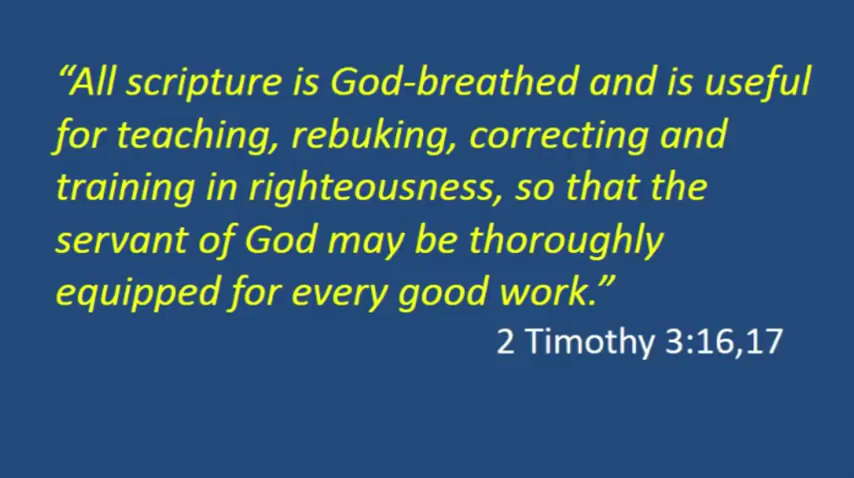 “All scripture is God-breathed and is useful
for teaching, rebuking, correcting and
training in righteousness, so that the
servant of God may be thoroughly
equipped for every good work.”
2 Timothy 3:16,17